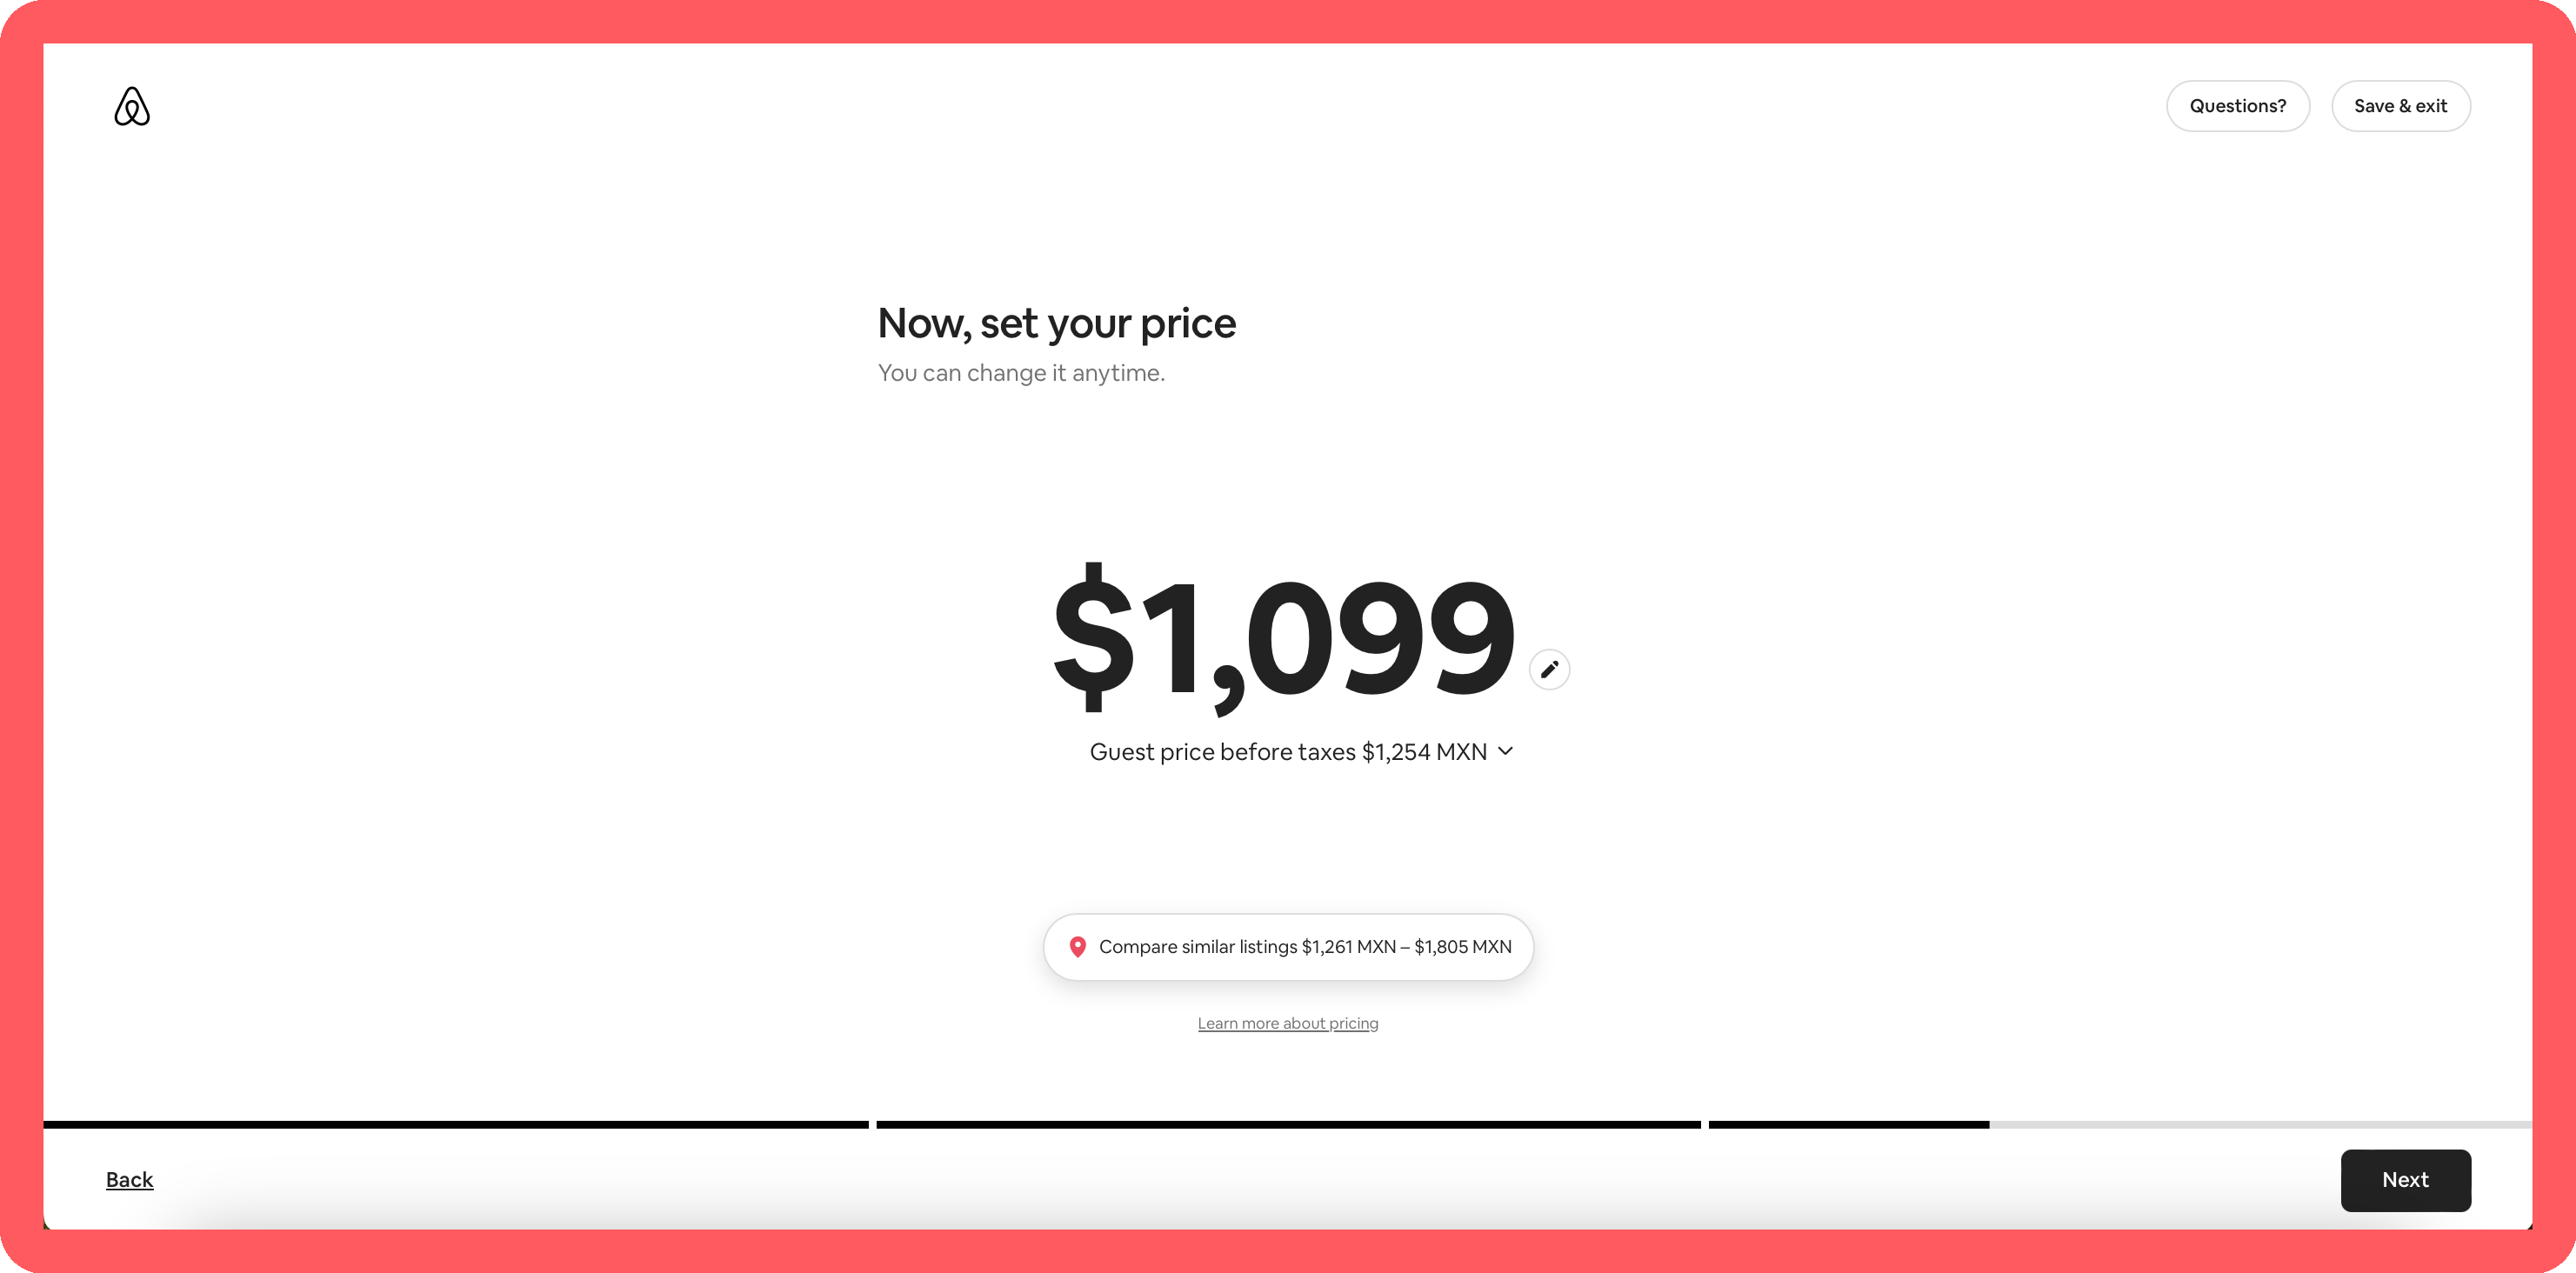 Questions?
Save & exit
Now, set your price
You can change it anytime.
$1,099
Guest price before taxes $1,254 MXN
Compare similar listings $1,261 MXN – $1,805 MXN
Learn more about pricing
Back
Next